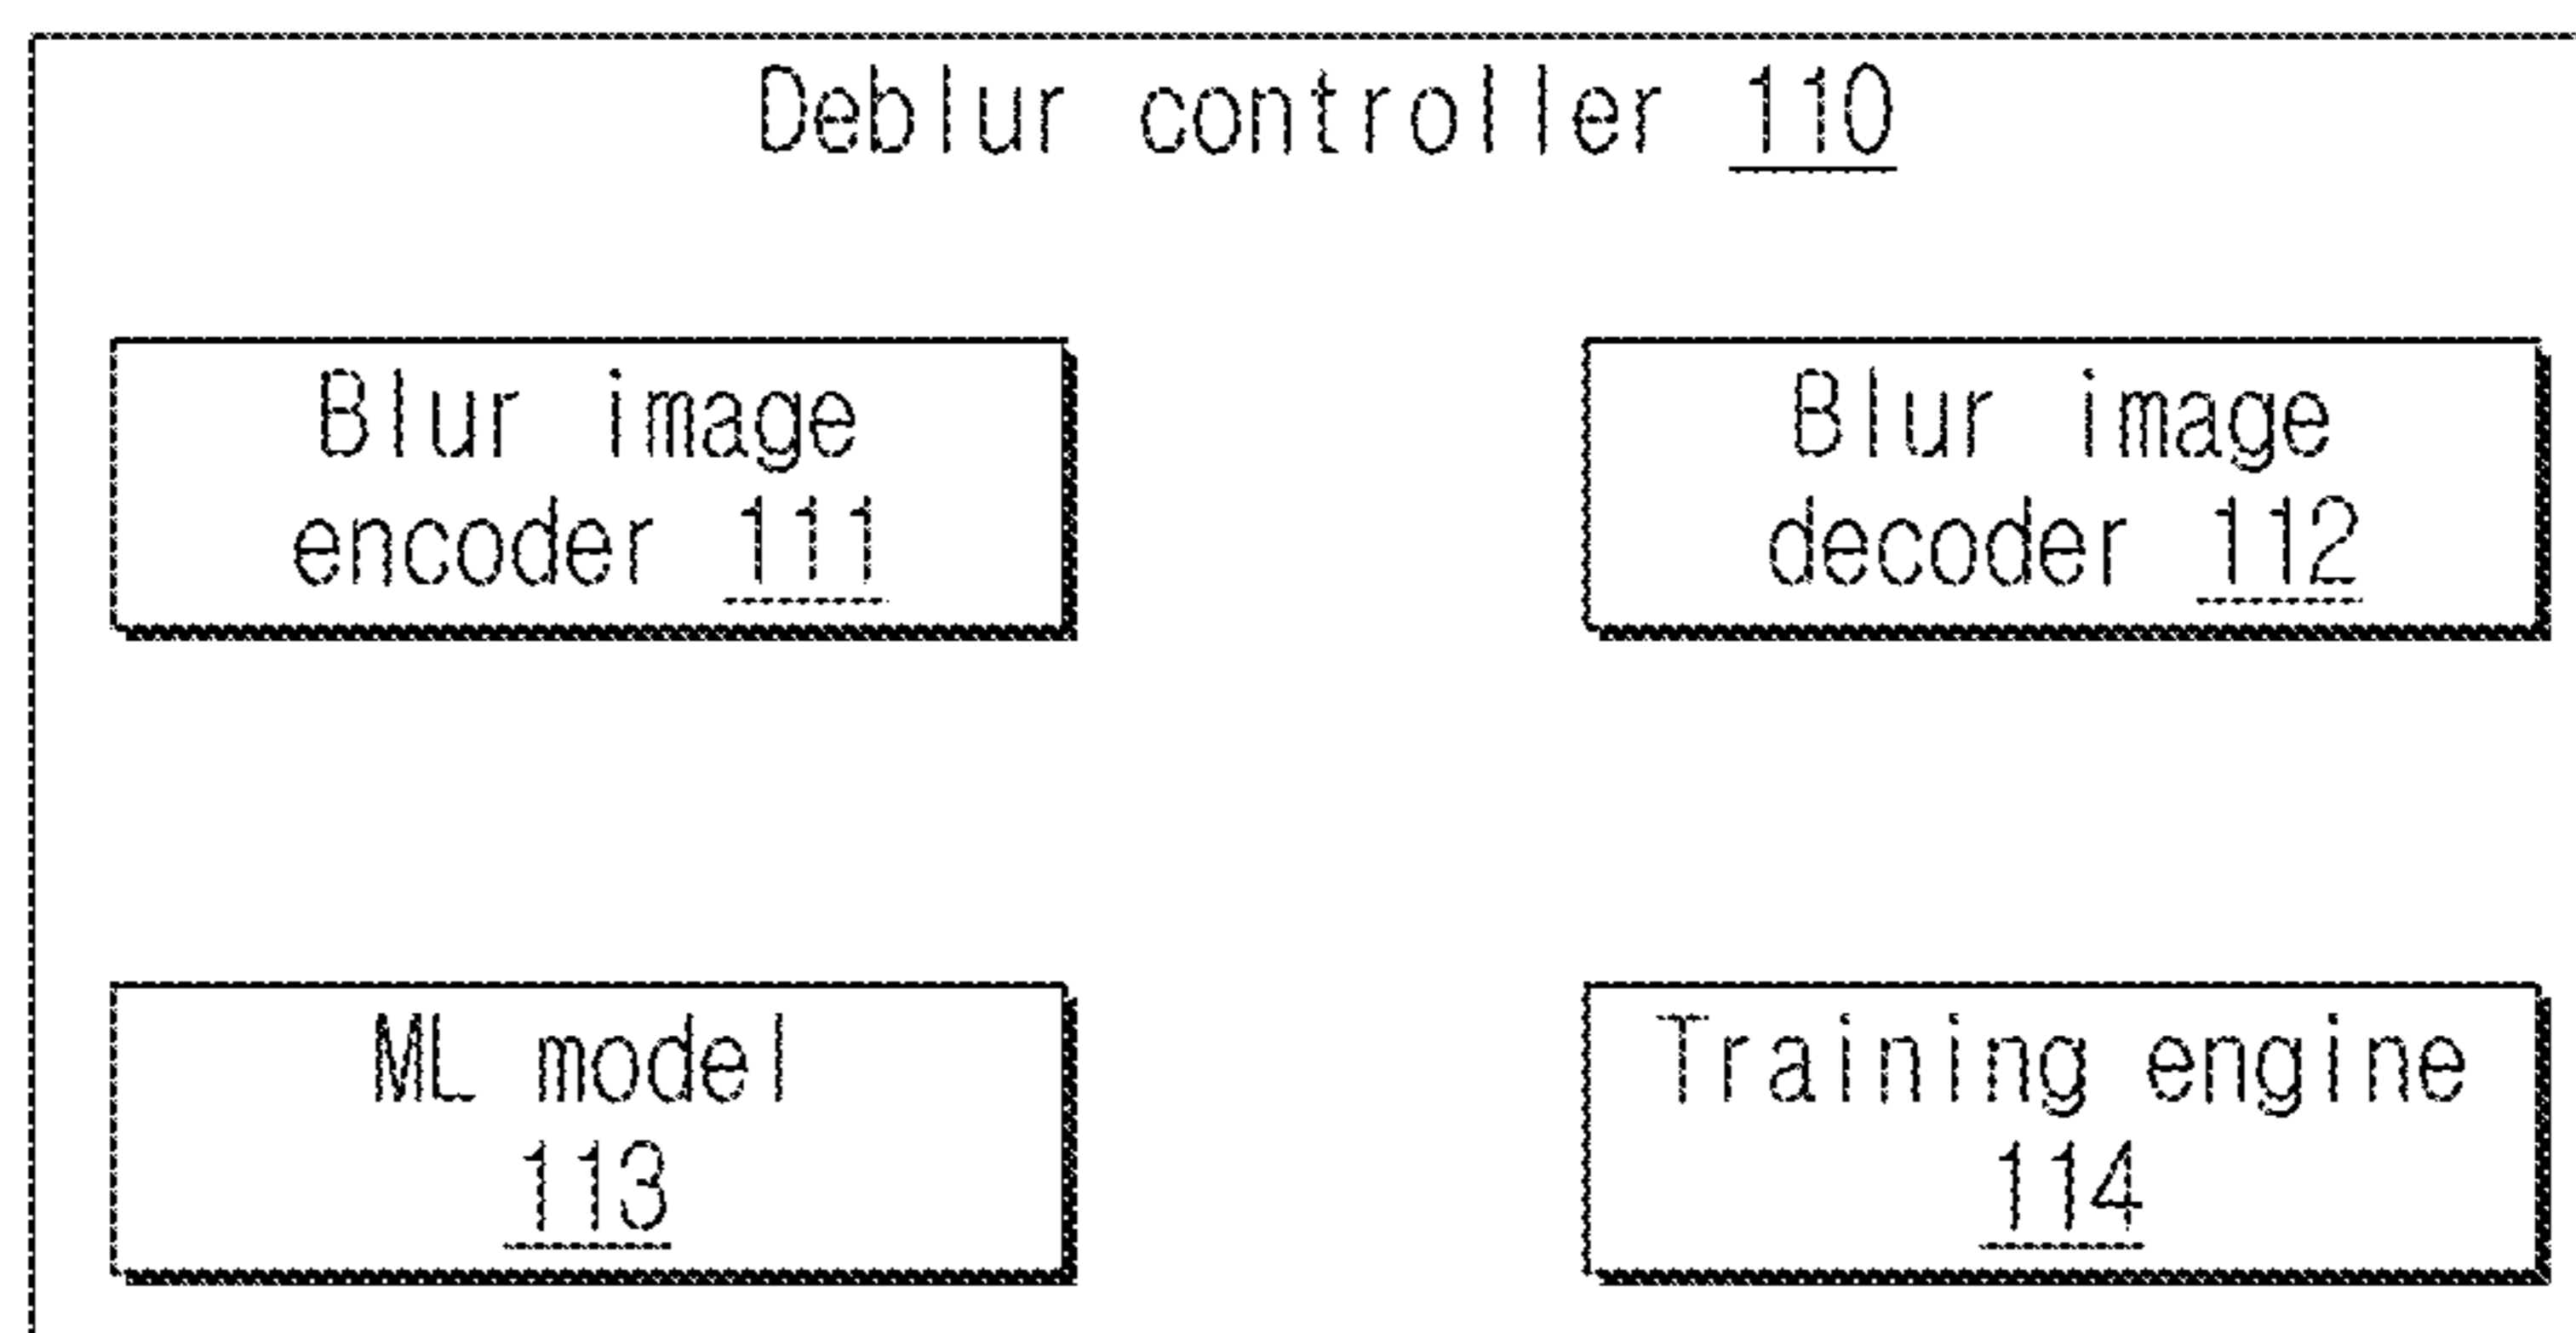 Deblur controller 110
Blur image
encoder 111
Blur image
decoder 112
ML model
113
Training engine
114